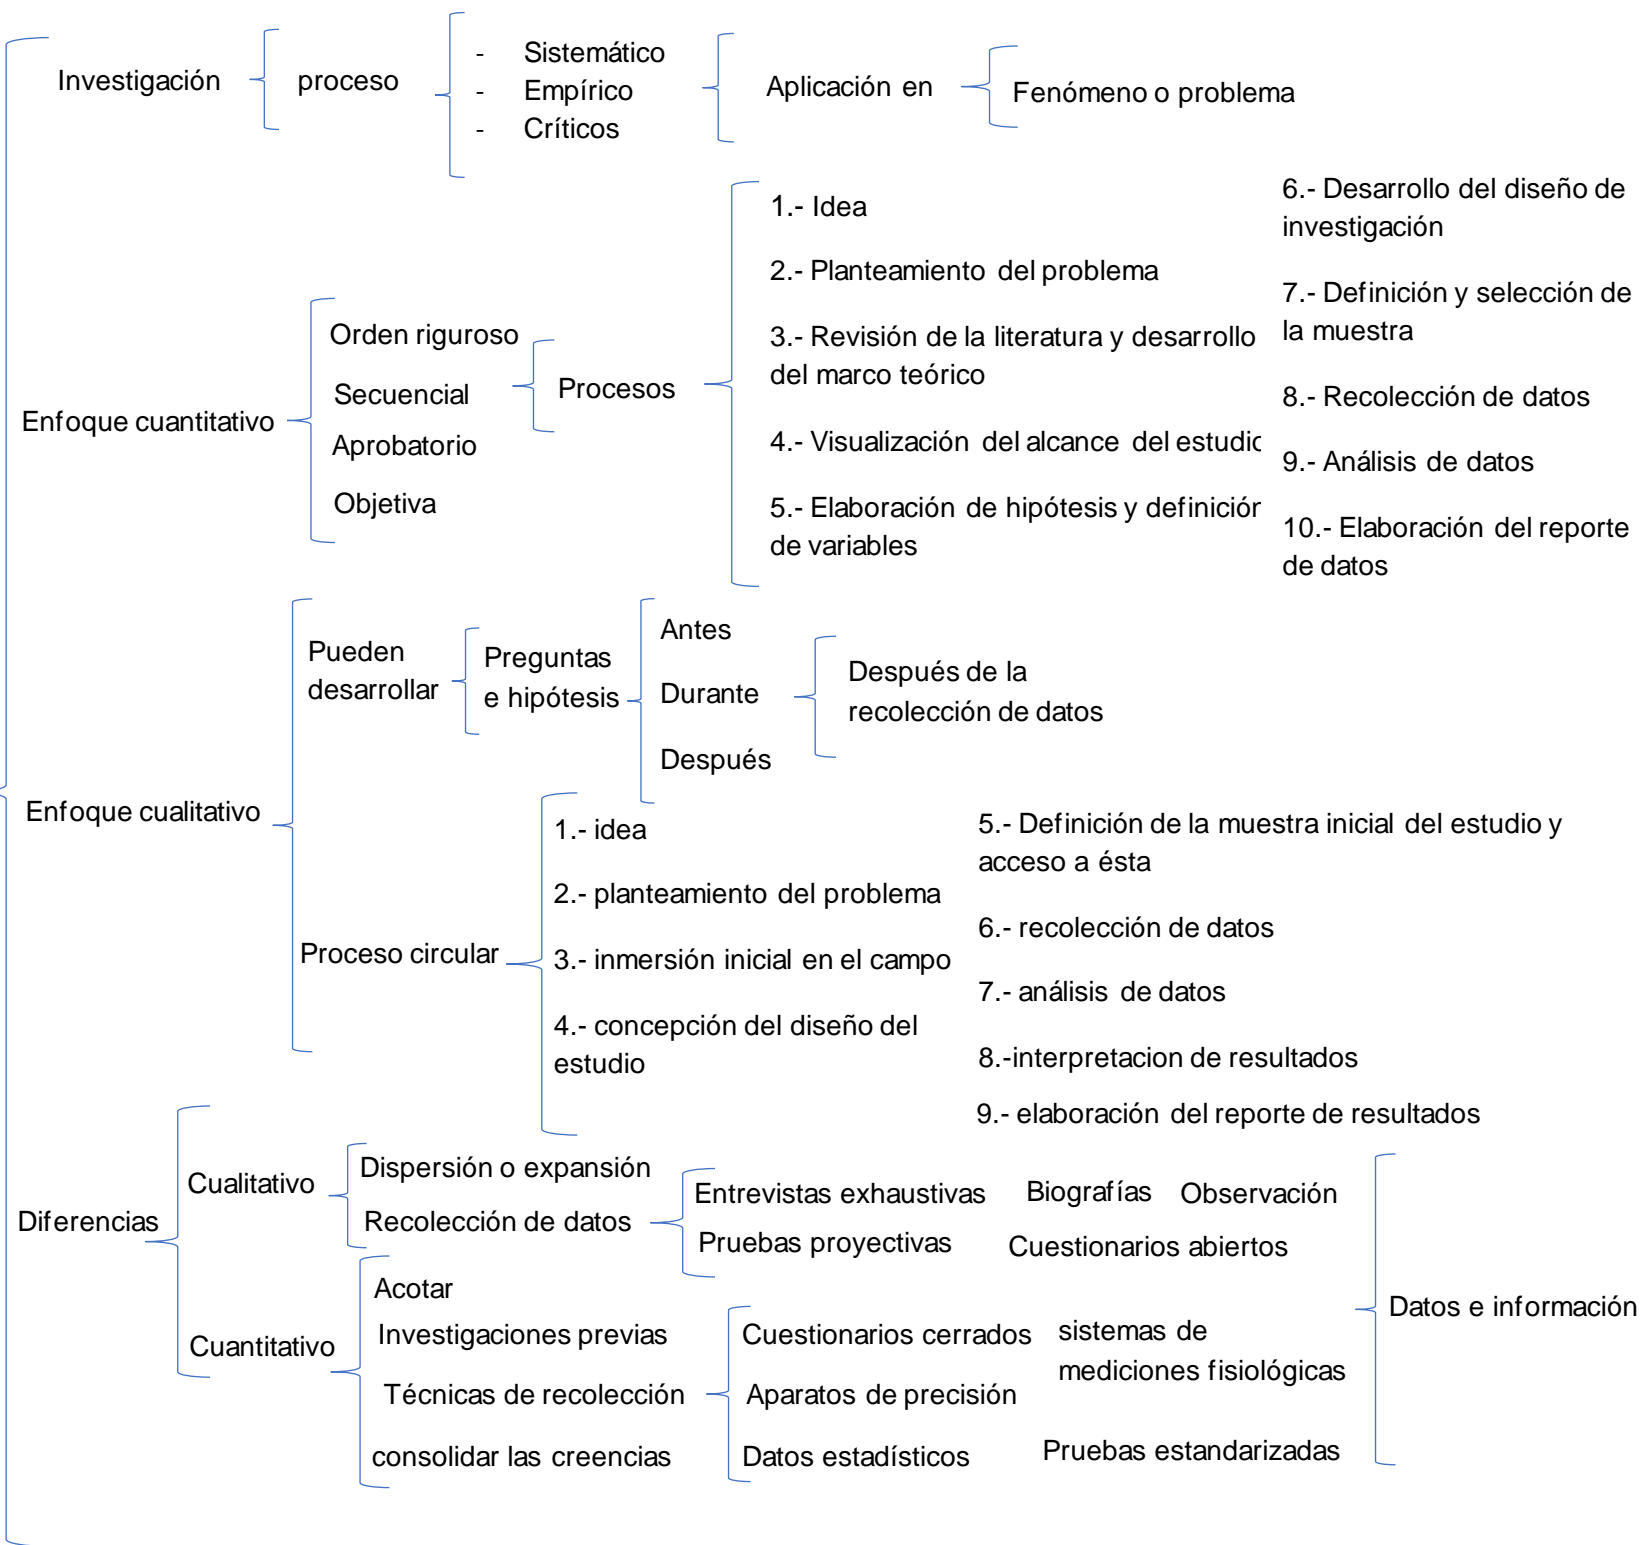 Investigación
proceso
- Sistemático
- Empírico
- Críticos
Aplicación en
Fenómeno o problema
Enfoque cuantitativo
Orden riguroso
Secuencial
Aprobatorio
Objetiva
Procesos
1.- Idea
2.- Planteamiento del problema
3.- Revisión de la literatura y desarrollo
del marco teórico
4.- Visualización del alcance del estudio
5.- Elaboración de hipótesis y definición
de variables
6.- Desarrollo del diseño de
investigación
7.- Definición y selección de
la muestra
8.- Recolección de datos
9.- Análisis de datos
10.- Elaboración del reporte
de datos
Enfoque cualitativo
Pueden
desarrollar
Preguntas
e hipótesis
Antes
Durante
Después
Después de la
recolección de datos
Proceso circular
1.- idea
2.- planteamiento del problema
3.- inmersión inicial en el campo
4.- concepción del diseño del
estudio
5.- Definición de la muestra inicial del estudio y
acceso a ésta
6.- recolección de datos
7.- análisis de datos
8.-interpretacion de resultados
9.- elaboración del reporte de resultados
Diferencias
Cualitativo
Dispersión o expansión
Recolección de datos
Entrevistas exhaustivas
Biografías
Observación
Pruebas proyectivas
Cuestionarios abiertos
Cuantitativo
Acotar
Investigaciones previas
Técnicas de recolección
consolidar las creencias
Cuestionarios cerrados
sistemas de
mediciones fisiológicas
Aparatos de precisión
Datos estadísticos
Pruebas estandarizadas
Datos e información